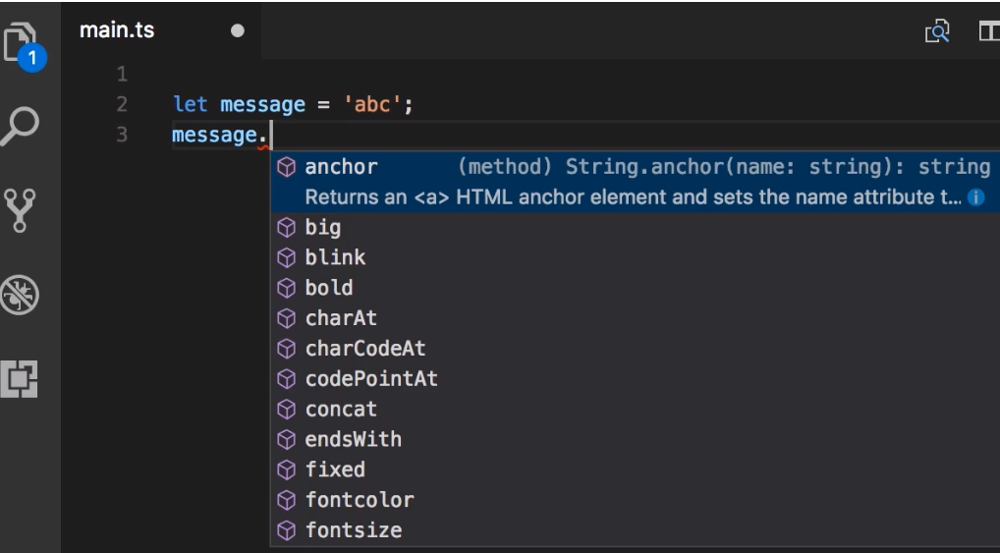 main.ts
1
1
2 let message = 'abc';
3 message.
anchor (method) String.anchor(name: string): string
Returns an <a> HTML anchor element and sets the name attribute t...
big
blink
bold
charAt
charCodeAt
codePointAt
concat
endsWith
fixed
fontcolor
fontsize